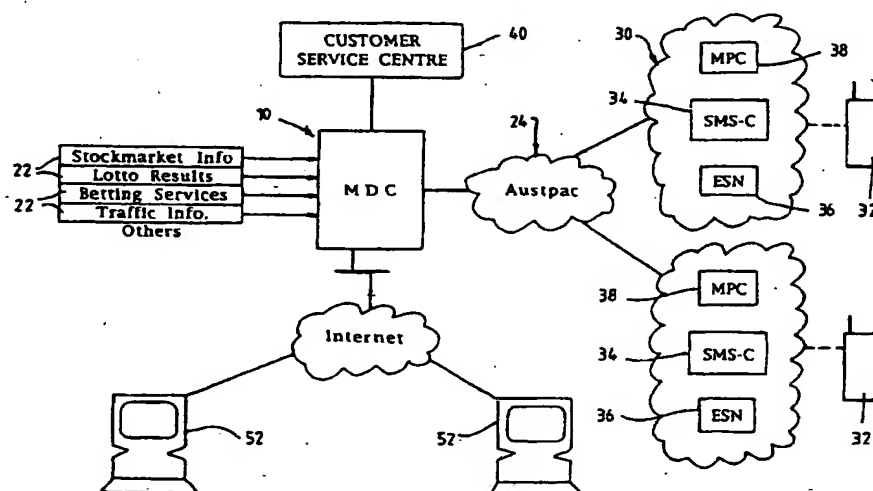 CUSTOMER
SERVICE CENTRE
40
30
MPC
38
34
SMS-C
10
24
Stockmarket Info
22
Lotto Results
Betting Services
22
Traffic Info.
Others
MDC
Austpac
ESN
36
32
38
MPC
Internet
34
SMS-C
36
ESN
32
52
52